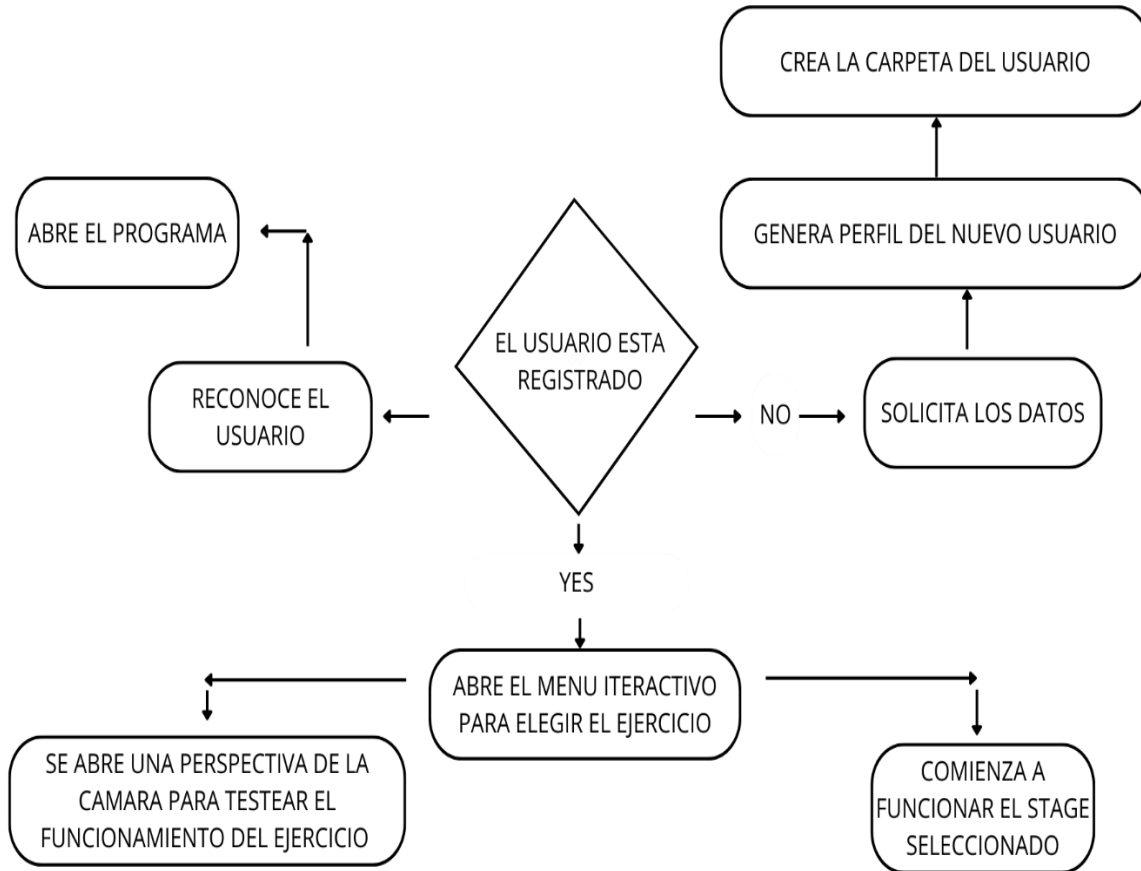 CREA LA CARPETA DEL USUARIO
ABRE EL PROGRAMA
GENERA PERFIL DEL NUEVO USUARIO
EL USUARIO ESTA
REGISTRADO
RECONOCE EL
USUARIO
NO
SOLICITA LOS DATOS
YES
ABRE EL MENU ITERACTIVO
PARA ELEGIR EL EJERCICIO
SE ABRE UNA PERSPECTIVA DE LA
CAMARA PARA TESTEAR EL
FUNCIONAMIENTO DEL EJERCICIO
COMIENZA A
FUNCIONAR EL STAGE
SELECCIONADO